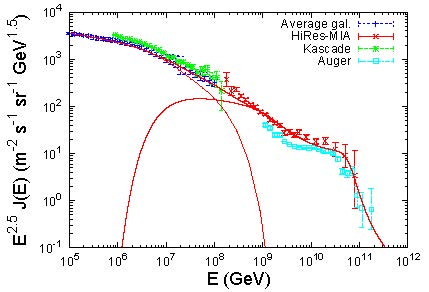 Average gal.
HiRes-MIA
Kascade
Auger
E^2.5 J(E) (m^-2 s^-1 sr^-1 GeV^1.5)
10^4
10^3
10^2
10^1
10^0
10^-1
10^5 10^6 10^7 10^8 10^9 10^10 10^11 10^12
E (GeV)